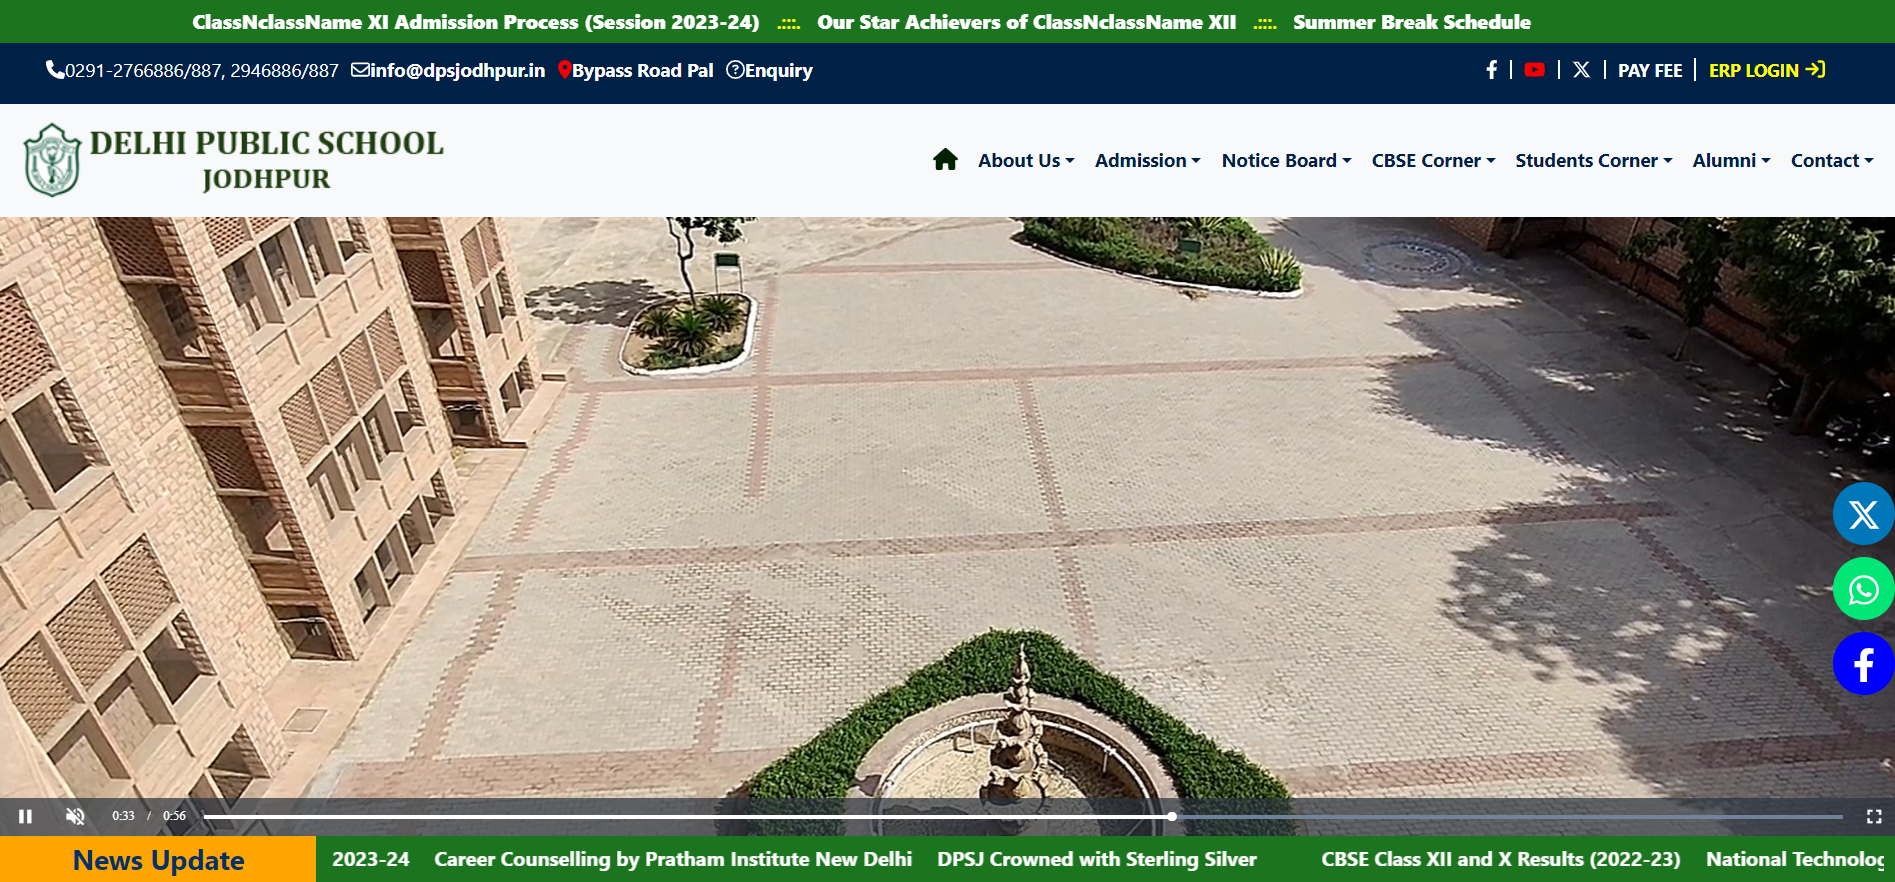 ClassNclassName XI Admission Process (Session 2023-24) .:::. Our Star Achievers of ClassNclassName XII .:::. Summer Break Schedule
0291-2766886/887, 2946886/887 info@dpsjodhpur.in Bypass Road Pal Enquiry
PAY FEE ERP LOGIN
DELHI PUBLIC SCHOOL
JODHPUR
About Us Admission Notice Board CBSE Corner Students Corner Alumni Contact
0:33 / 0:56
News Update
2023-24 Career Counselling by Pratham Institute New Delhi DPSJ Crowned with Sterling Silver CBSE Class XII and X Results (2022-23) National Technolog